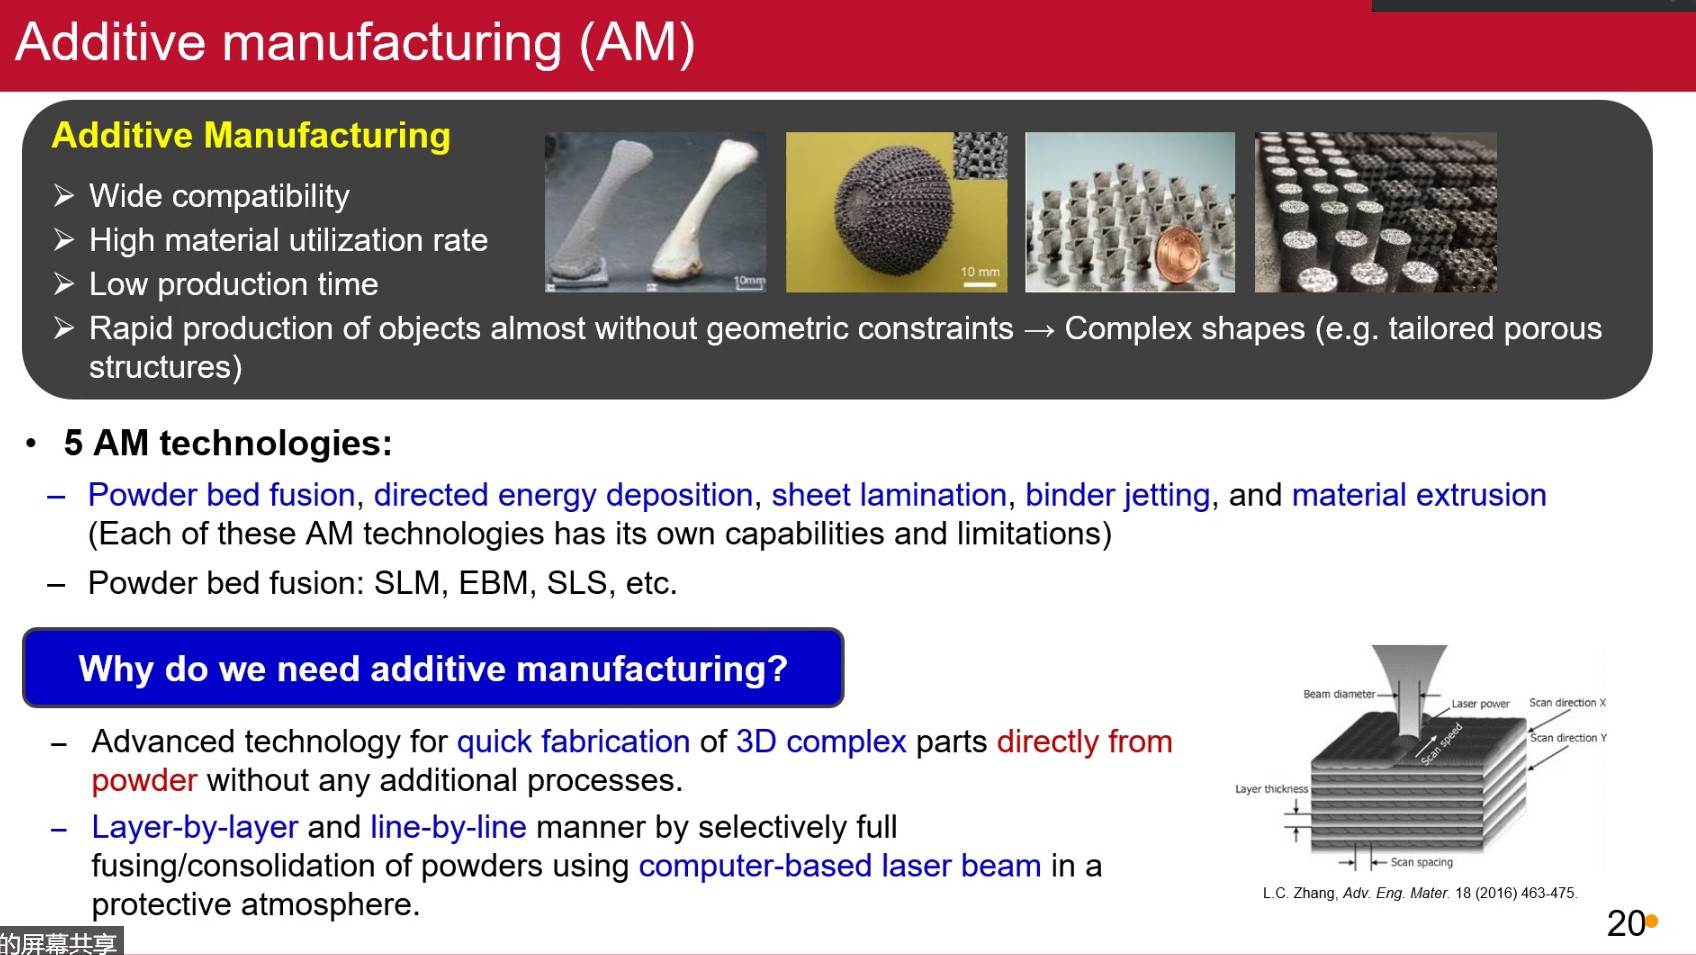 Additive manufacturing (AM)
Additive Manufacturing
➢ Wide compatibility
➢ High material utilization rate
➢ Low production time
➢ Rapid production of objects almost without geometric constraints → Complex shapes (e.g. tailored porous
structures)
10mm
10 mm
• 5 AM technologies:
– Powder bed fusion, directed energy deposition, sheet lamination, binder jetting, and material extrusion
(Each of these AM technologies has its own capabilities and limitations)
– Powder bed fusion: SLM, EBM, SLS, etc.
Why do we need additive manufacturing?
– Advanced technology for quick fabrication of 3D complex parts directly from
powder without any additional processes.
– Layer-by-layer and line-by-line manner by selectively full
fusing/consolidation of powders using computer-based laser beam in a
protective atmosphere.
Beam diameter
Laser power
Scan direction X
Scan speed
Scan direction Y
Layer thickness
Scan spacing
L.C. Zhang, Adv. Eng. Mater. 18 (2016) 463-475.
20
的屏幕共享